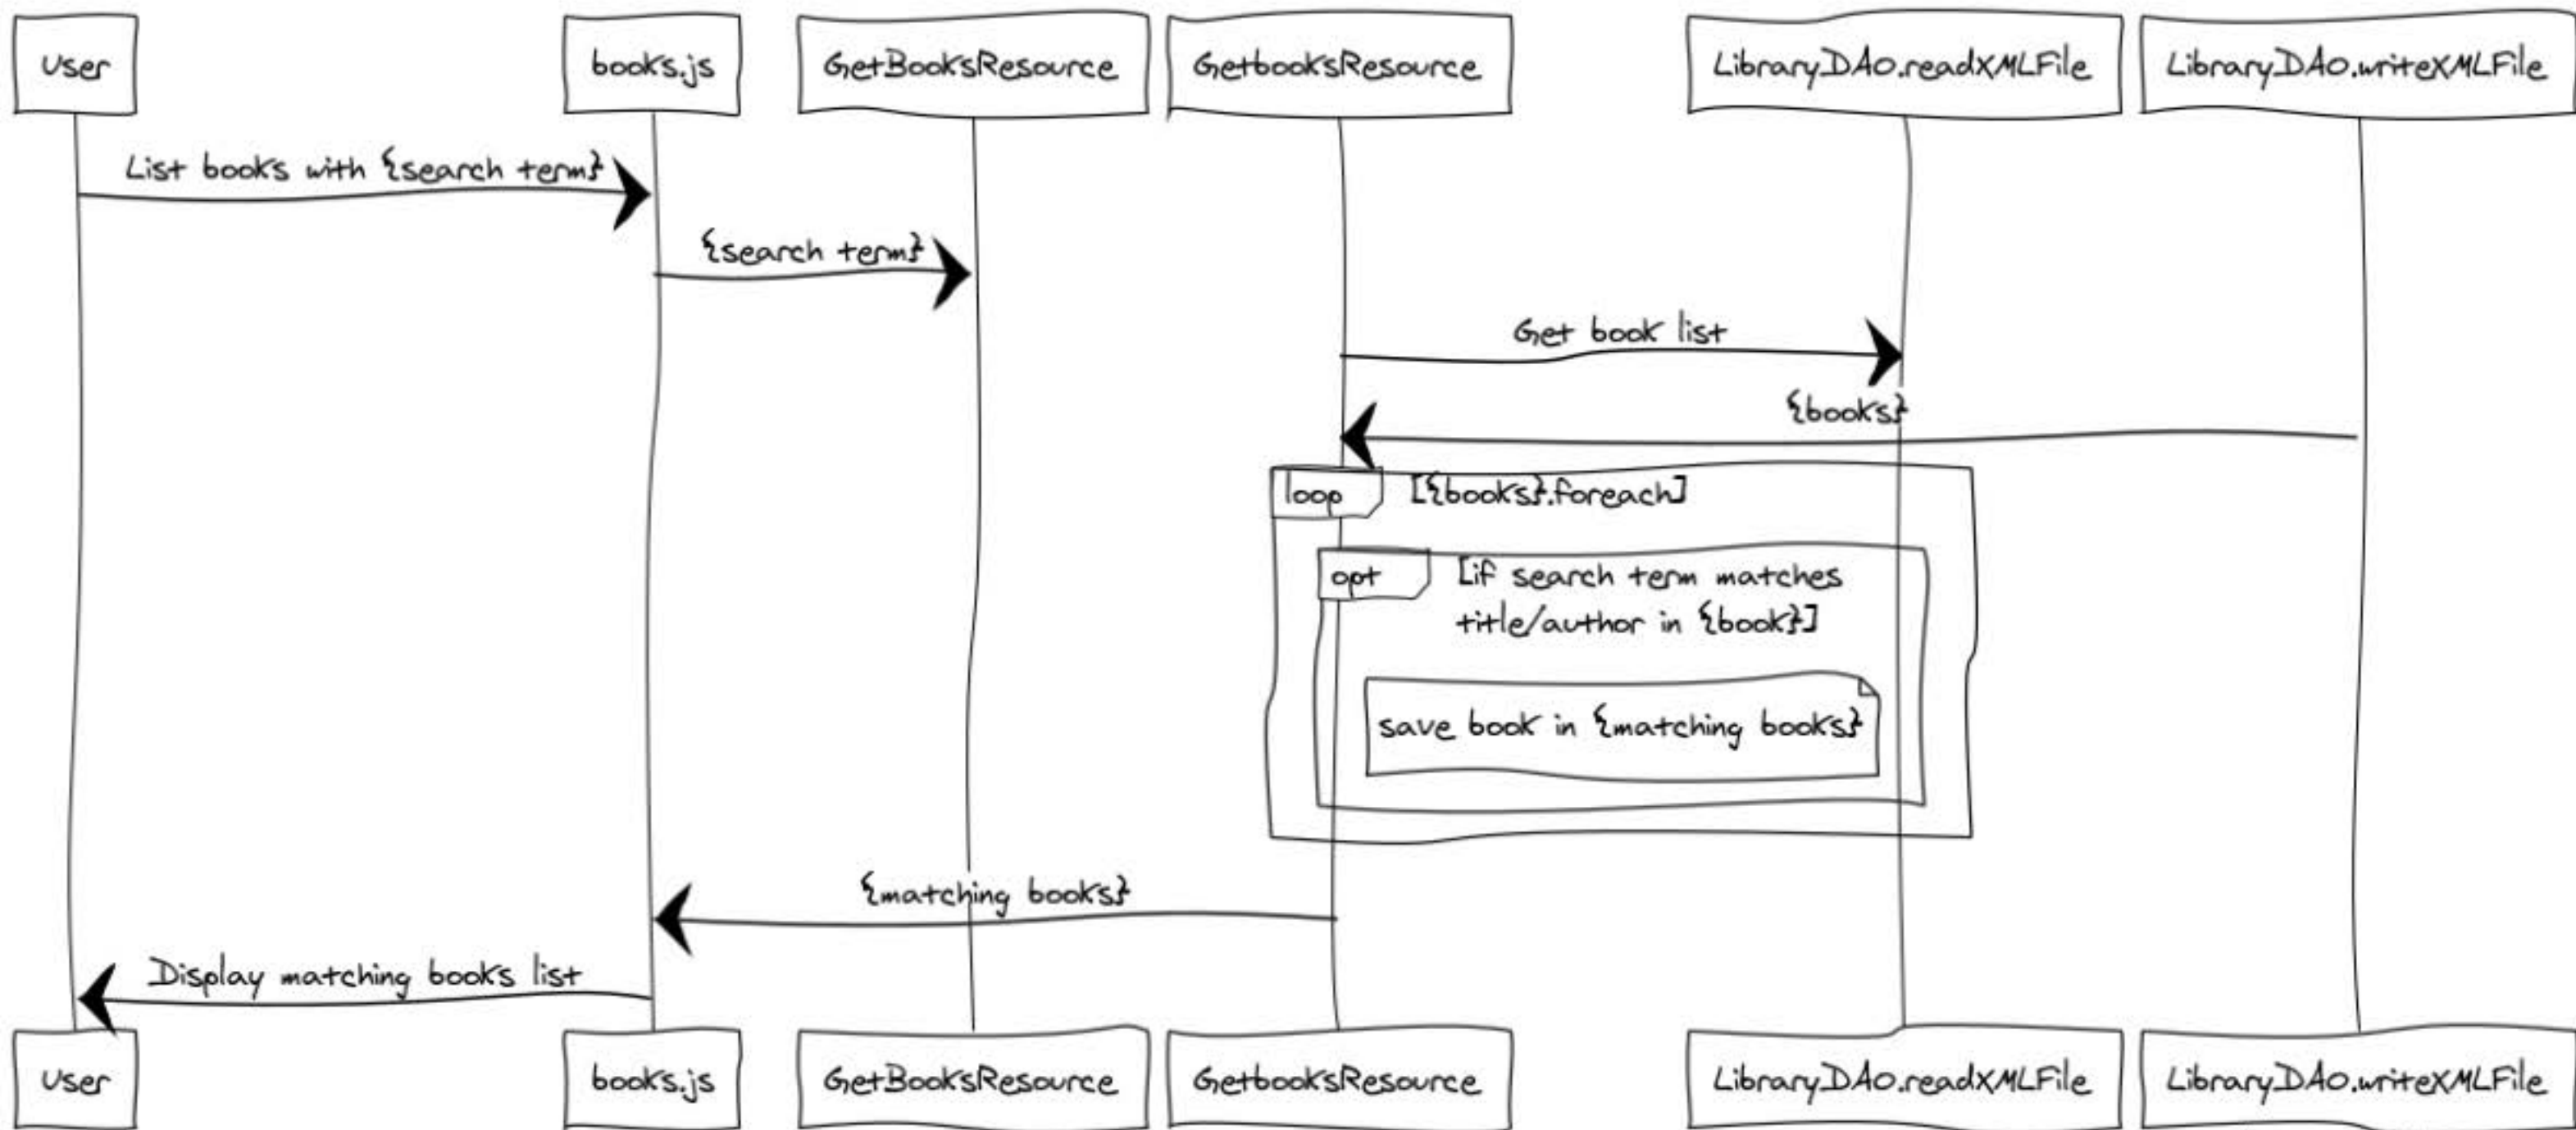 User
books.js
GetBooksResource
GetbooksResource
LibraryDAO.readXMLFile
LibraryDAO.writeXMLFile
List books with {search term}
{search term}
Get book list
{books}
loop
[{books}.foreach]
opt
[if search term matches
title/author in {book}]
save book in {matching books}
{matching books}
Display matching books list
User
books.js
GetBooksResource
GetbooksResource
LibraryDAO.readXMLFile
LibraryDAO.writeXMLFile